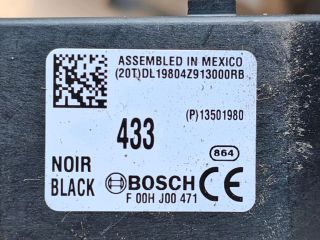 ASSEMBLED IN MEXICO
(20T)DL19804Z913000RB
(P)13501980
433
864
NOIR
BLACK
BOSCH CE
F 00H J00 471